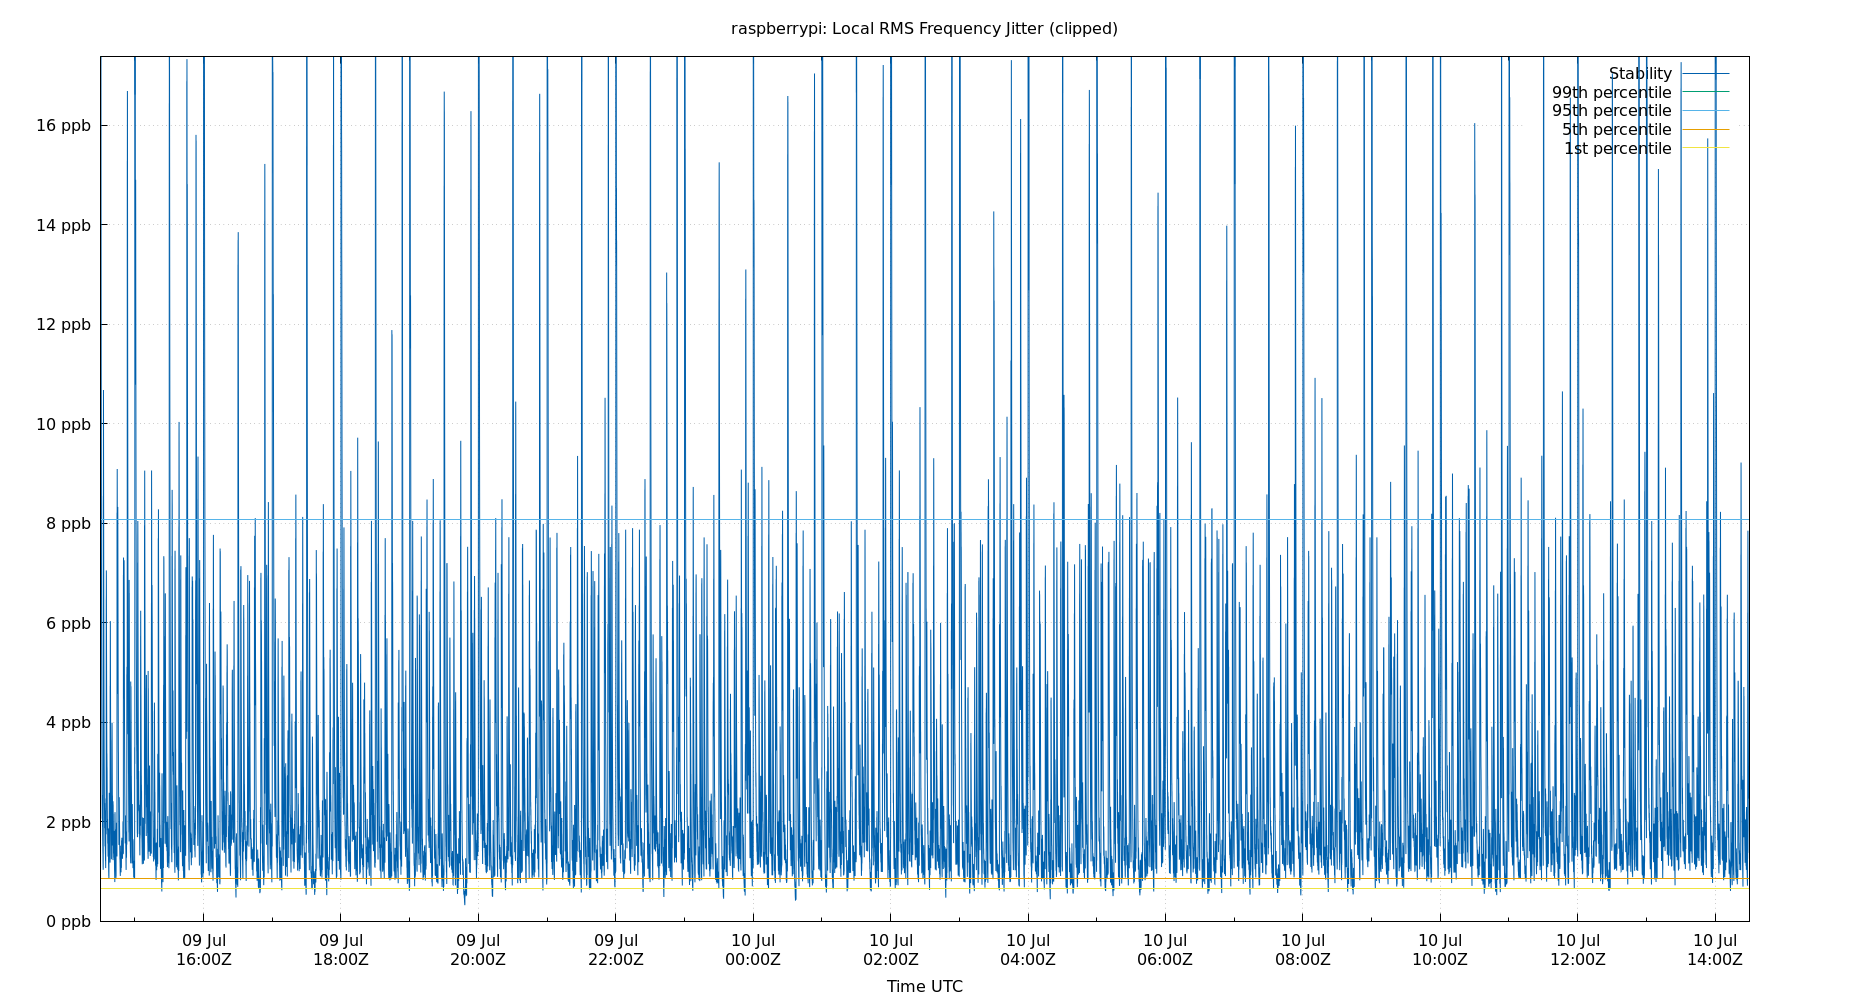 raspberrypi: Local RMS Frequency Jitter (clipped)
Stability
99th percentile
95th percentile
5th percentile
1st percentile
16 ppb
14 ppb
12 ppb
10 ppb
8 ppb
6 ppb
4 ppb
2 ppb
0 ppb
09 Jul 09 Jul 09 Jul 09 Jul 10 Jul 10 Jul 10 Jul 10 Jul 10 Jul 10 Jul 10 Jul 10 Jul
16:00Z 18:00Z 20:00Z 22:00Z 00:00Z 02:00Z 04:00Z 06:00Z 08:00Z 10:00Z 12:00Z 14:00Z
Time UTC